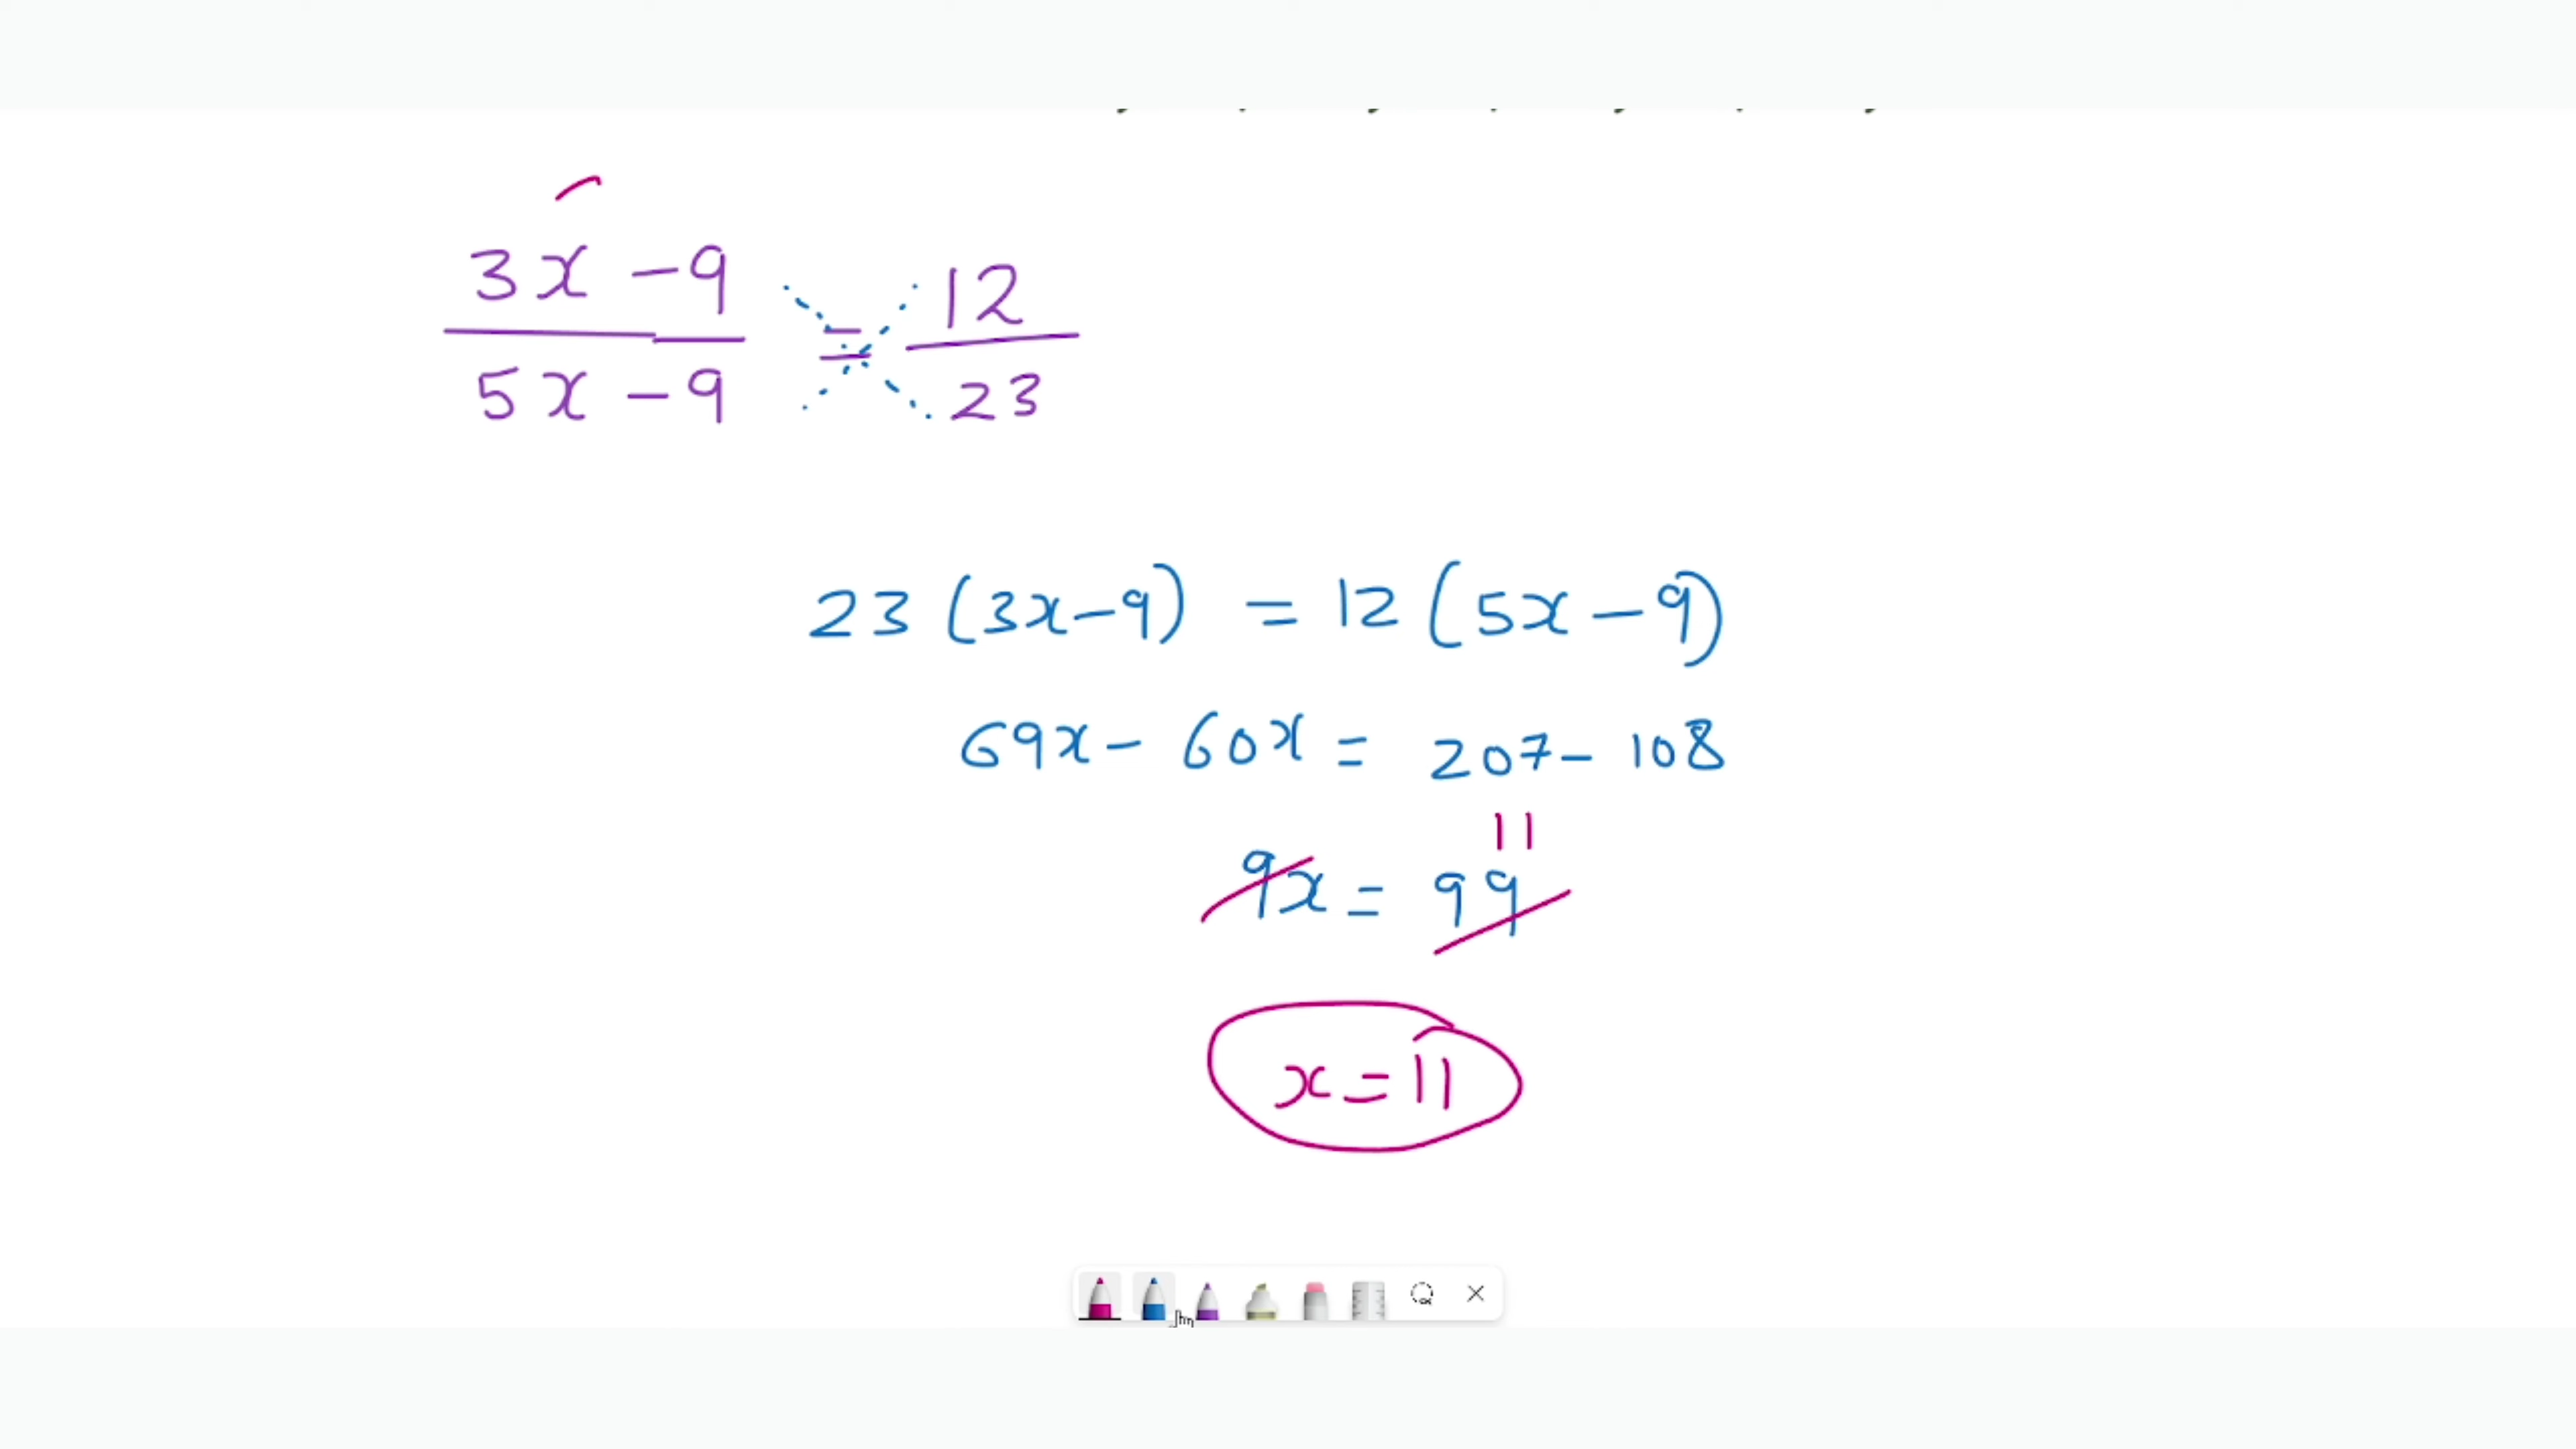 3x - 9
5x - 9
=
12
23
23 (3x - 9) = 12 (5x - 9)
69x - 60x = 207 - 108
11
9x = 99
x = 11